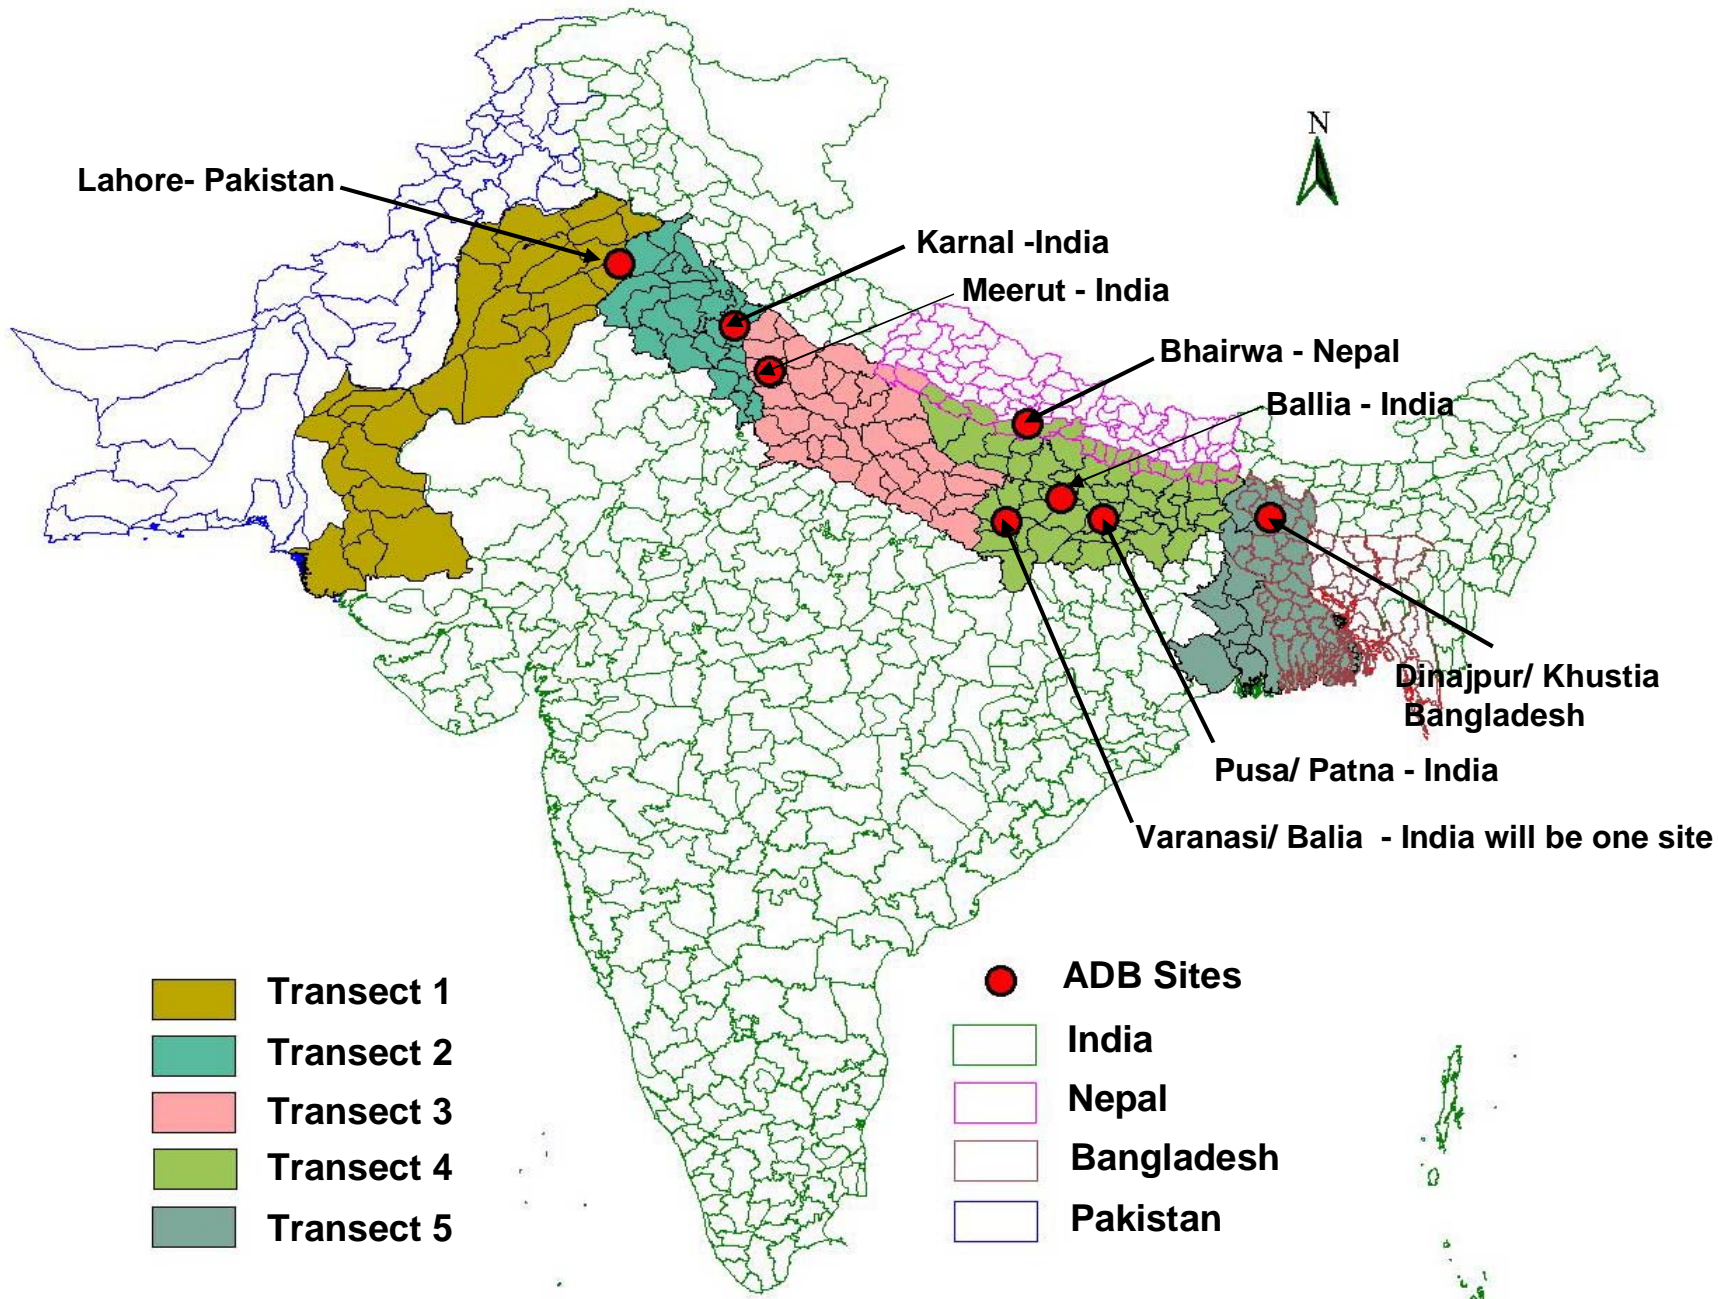 N
Lahore- Pakistan
Karnal -India
Meerut - India
Bhairwa - Nepal
Ballia - India
Dinajpur/ Khustia
Bangladesh
Pusa/ Patna - India
Varanasi/ Balia - India will be one site
Transect 1
Transect 2
Transect 3
Transect 4
Transect 5
ADB Sites
India
Nepal
Bangladesh
Pakistan